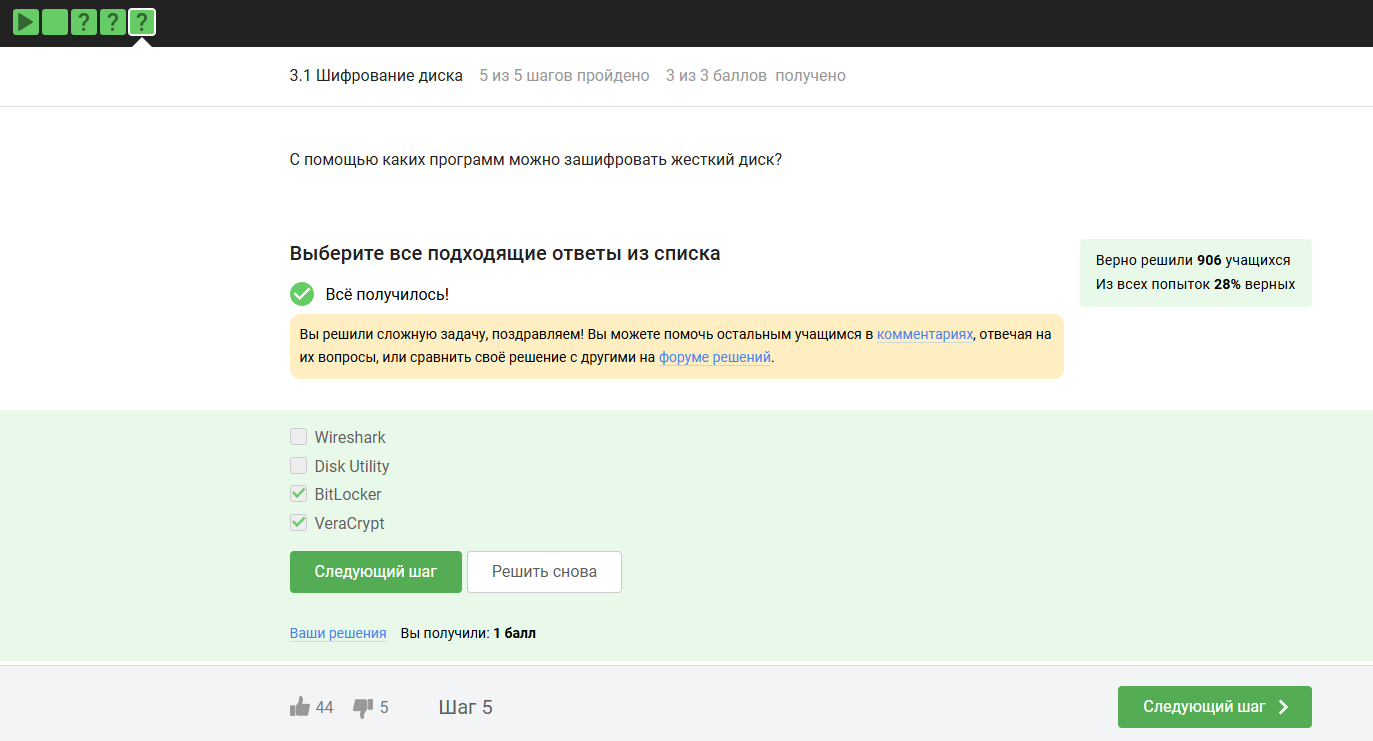 ? ? ?
3.1 Шифрование диска 5 из 5 шагов пройдено 3 из 3 баллов получено
С помощью каких программ можно зашифровать жесткий диск?
Выберите все подходящие ответы из списка
Верно решили 906 учащихся
Из всех попыток 28% верных
Всё получилось!
Вы решили сложную задачу, поздравляем! Вы можете помочь остальным учащимся в комментариях, отвечая на
их вопросы, или сравнить своё решение с другими на форуме решений.
Wireshark
Disk Utility
BitLocker
VeraCrypt
Следующий шаг Решить снова
Ваши решения Вы получили: 1 балл
44 5 Шаг 5 Следующий шаг